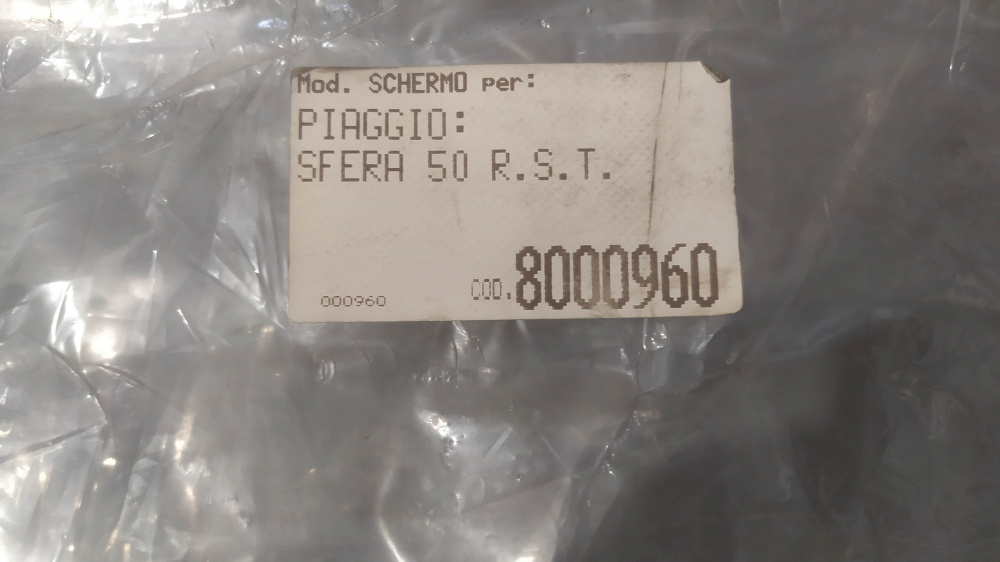 Mod. SCHERMO per:
PIAGGIO:
SFERA 50 R.S.T.
000960 COD. 8000960